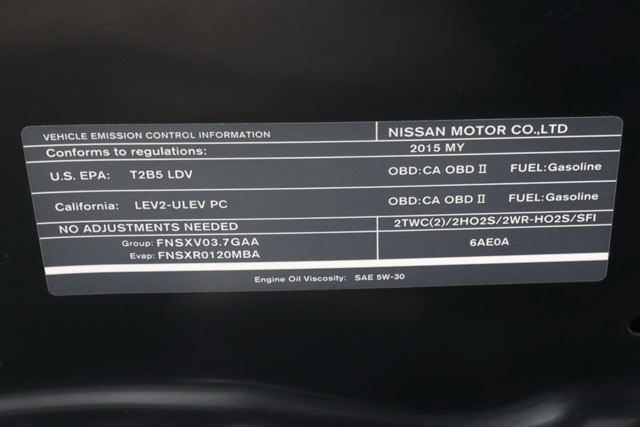 VEHICLE EMISSION CONTROL INFORMATION NISSAN MOTOR CO.,LTD
Conforms to regulations: 2015 MY
U.S. EPA: T2B5 LDV OBD:CA OBD II FUEL:Gasoline
California: LEV2-ULEV PC OBD:CA OBD II FUEL:Gasoline
NO ADJUSTMENTS NEEDED 2TWC(2)/2HO2S/2WR-HO2S/SFI
Group: FNSXV03.7GAA 6AE0A
Evap: FNSXR0120MBA
Engine Oil Viscosity: SAE 5W-30